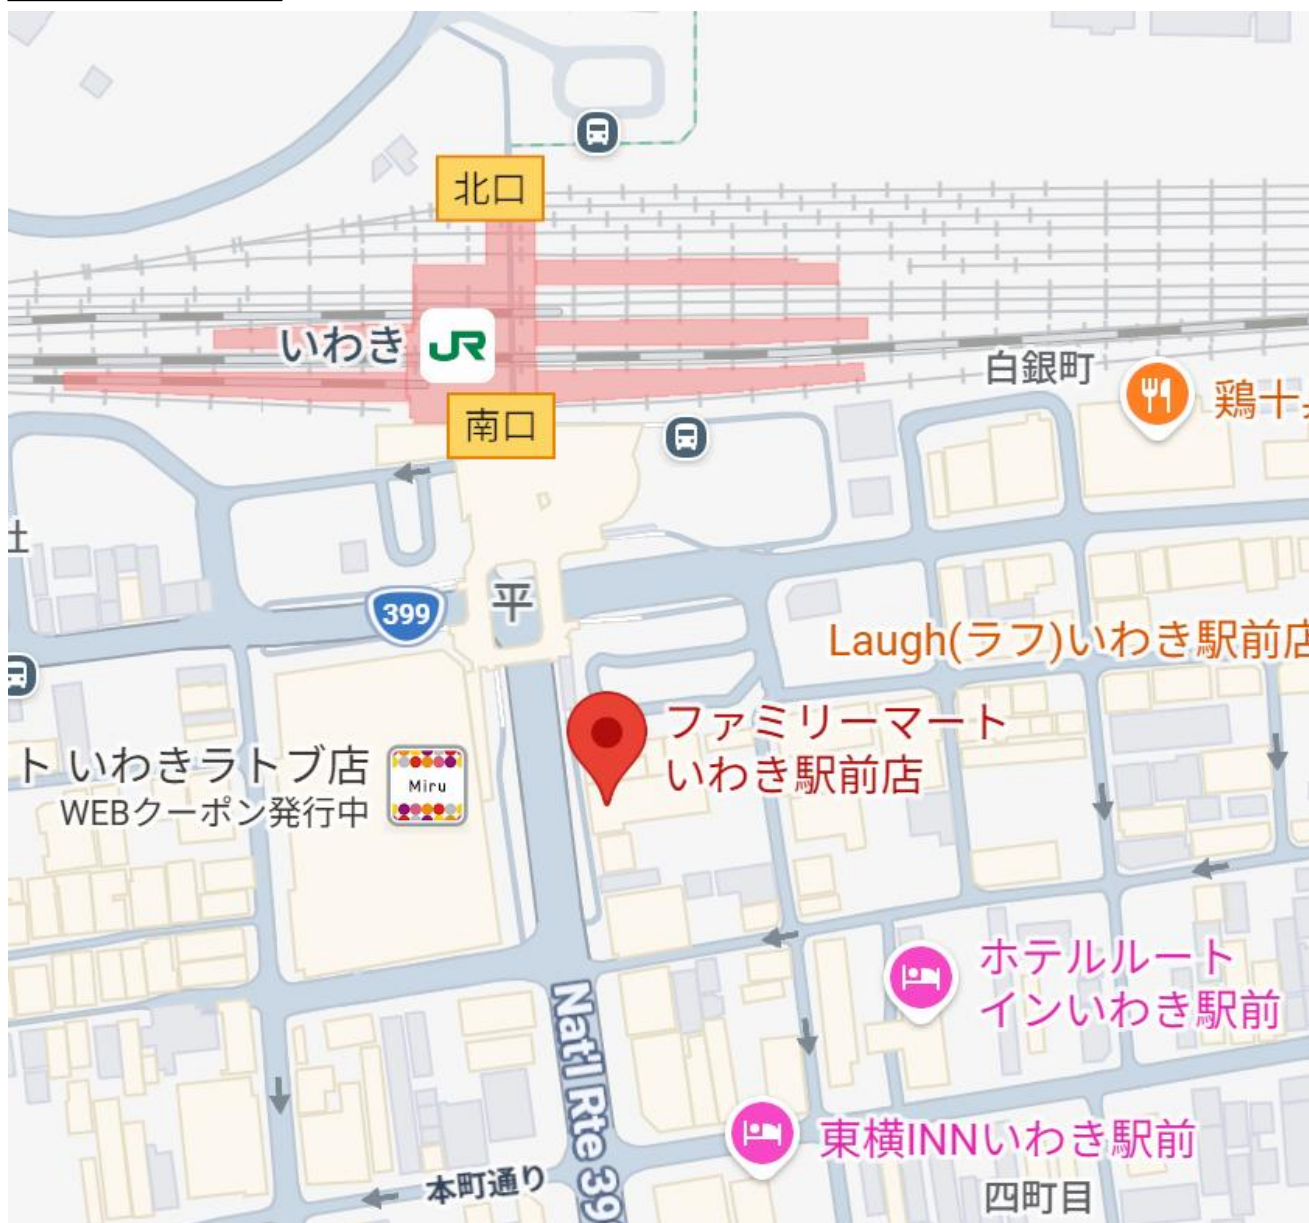 北口
いわき
JR
南口
白銀町
鶏十
平
399
Laugh(ラフ)いわき駅前店
ファミリーマート
いわき駅前店
ト いわきラトブ店
WEBクーポン発行中
Miru
ホテルルート
インいわき駅前
Nat'l Rte 39
東横INNいわき駅前
本町通り
四町目